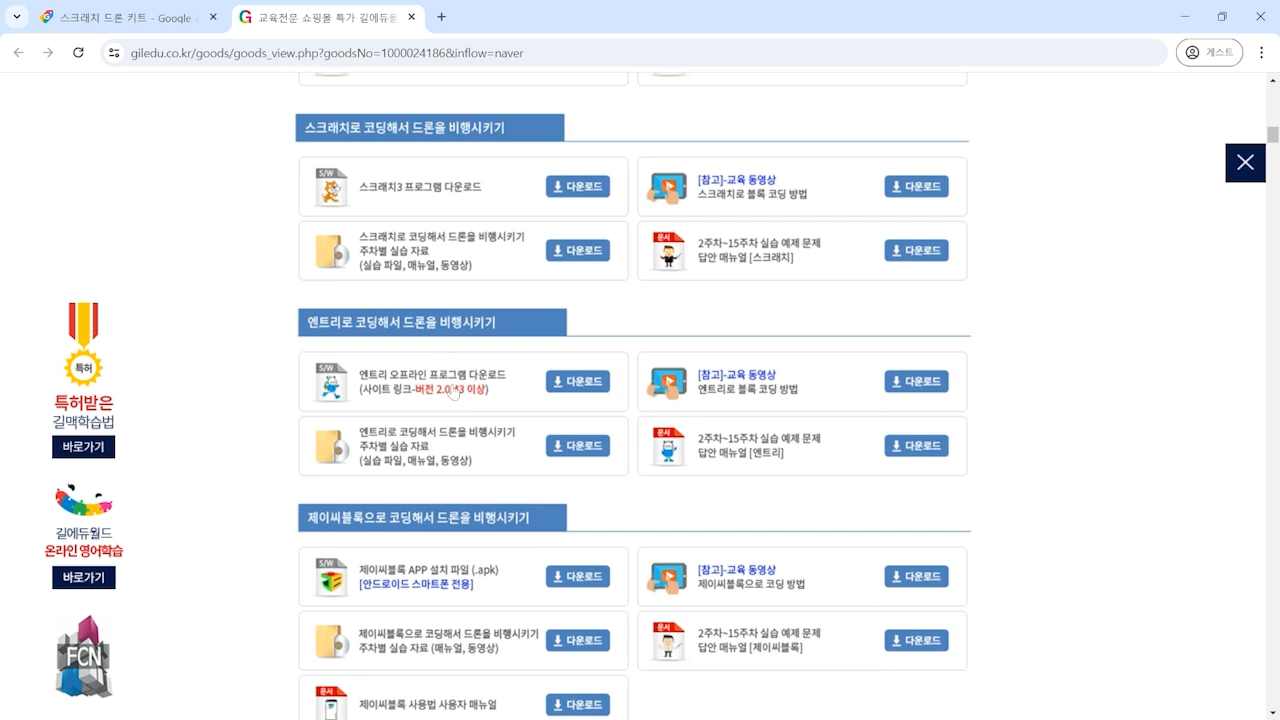 스크래치 드론 키트 - Google
교육전문 쇼핑몰 특가 길에듀
giledu.co.kr/goods/goods_view.php?goodsNo=1000024186&inflow=naver
게스트
스크래치로 코딩해서 드론을 비행시키기
S/W
스크래치3 프로그램 다운로드
다운로드
[참고]-교육 동영상
스크래치로 블록 코딩 방법
다운로드
스크래치로 코딩해서 드론을 비행시키기
주차별 실습 자료
(실습 파일, 매뉴얼, 동영상)
다운로드
문서
2주차~15주차 실습 예제 문제
답안 매뉴얼 [스크래치]
다운로드
엔트리로 코딩해서 드론을 비행시키기
S/W
엔트리 오프라인 프로그램 다운로드
(사이트 링크-버전 이상)
다운로드
[참고]-교육 동영상
엔트리로 블록 코딩 방법
다운로드
엔트리로 코딩해서 드론을 비행시키기
주차별 실습 자료
(실습 파일, 매뉴얼, 동영상)
다운로드
문서
2주차~15주차 실습 예제 문제
답안 매뉴얼 [엔트리]
다운로드
제이씨블록으로 코딩해서 드론을 비행시키기
S/W
제이씨블록 APP 설치 파일 (.apk)
[안드로이드 스마트폰 전용]
다운로드
[참고]-교육 동영상
제이씨블록으로 코딩 방법
다운로드
제이씨블록으로 코딩해서 드론을 비행시키기
주차별 실습 자료 (매뉴얼, 동영상)
다운로드
문서
2주차~15주차 실습 예제 문제
답안 매뉴얼 [제이씨블록]
다운로드
문서
제이씨블록 사용법 사용자 매뉴얼
다운로드
특허
특허받은
길맥학습법
바로가기
길에듀월드
온라인 영어학습
바로가기
FCN